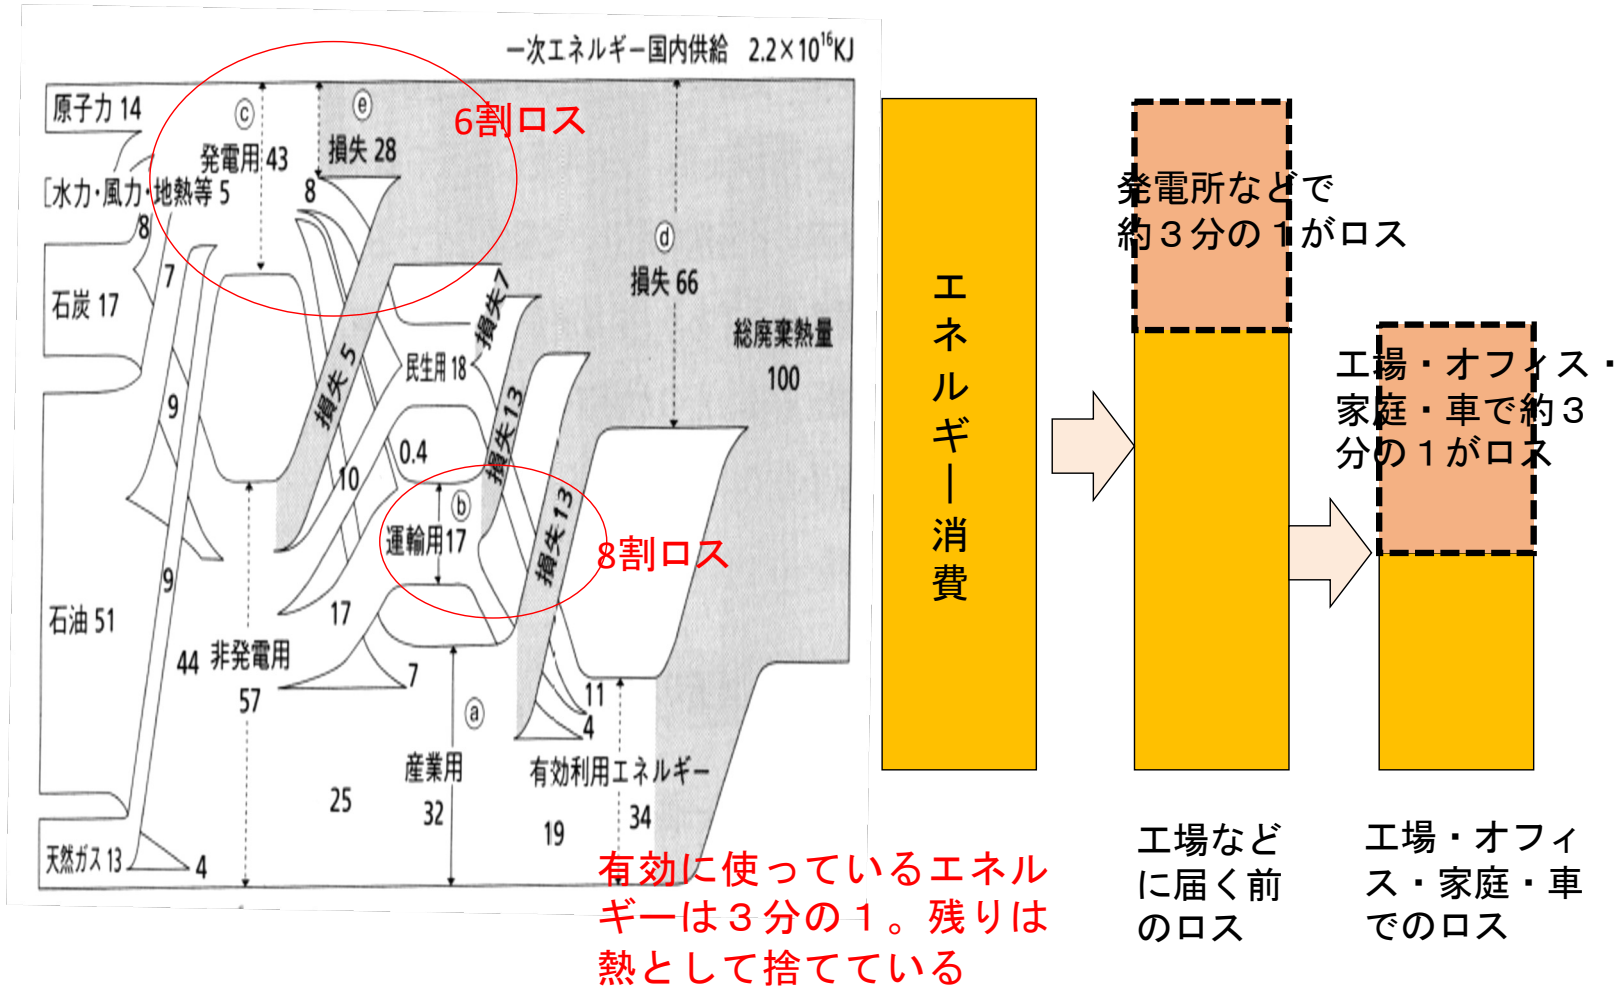 一次エネルギー国内供給 2.2×10¹⁶KJ
原子力 14
ⓒ
ⓔ
6割ロス
発電用 43
損失 28
[水力・風力・地熱等 5
8
8
7
石炭 17
ⓓ
損失 66
損失 7
総廃棄熱量
100
民生用 18
損失 5
9
損失 13
0.4
10
ⓑ
運輸用17
損失 13
8割ロス
9
石油 51
17
44 非発電用
57
7
ⓐ
11
4
産業用
32
有効利用エネルギー
25
19
34
天然ガス 13
4
有効に使っているエネル
ギーは３分の１。残りは
熱として捨てている
エネルギー消費
発電所などで
約３分の１がロス
工場・オフィス・
家庭・車で約３
分の１がロス
工場など
に届く前
のロス
工場・オフィ
ス・家庭・車
でのロス